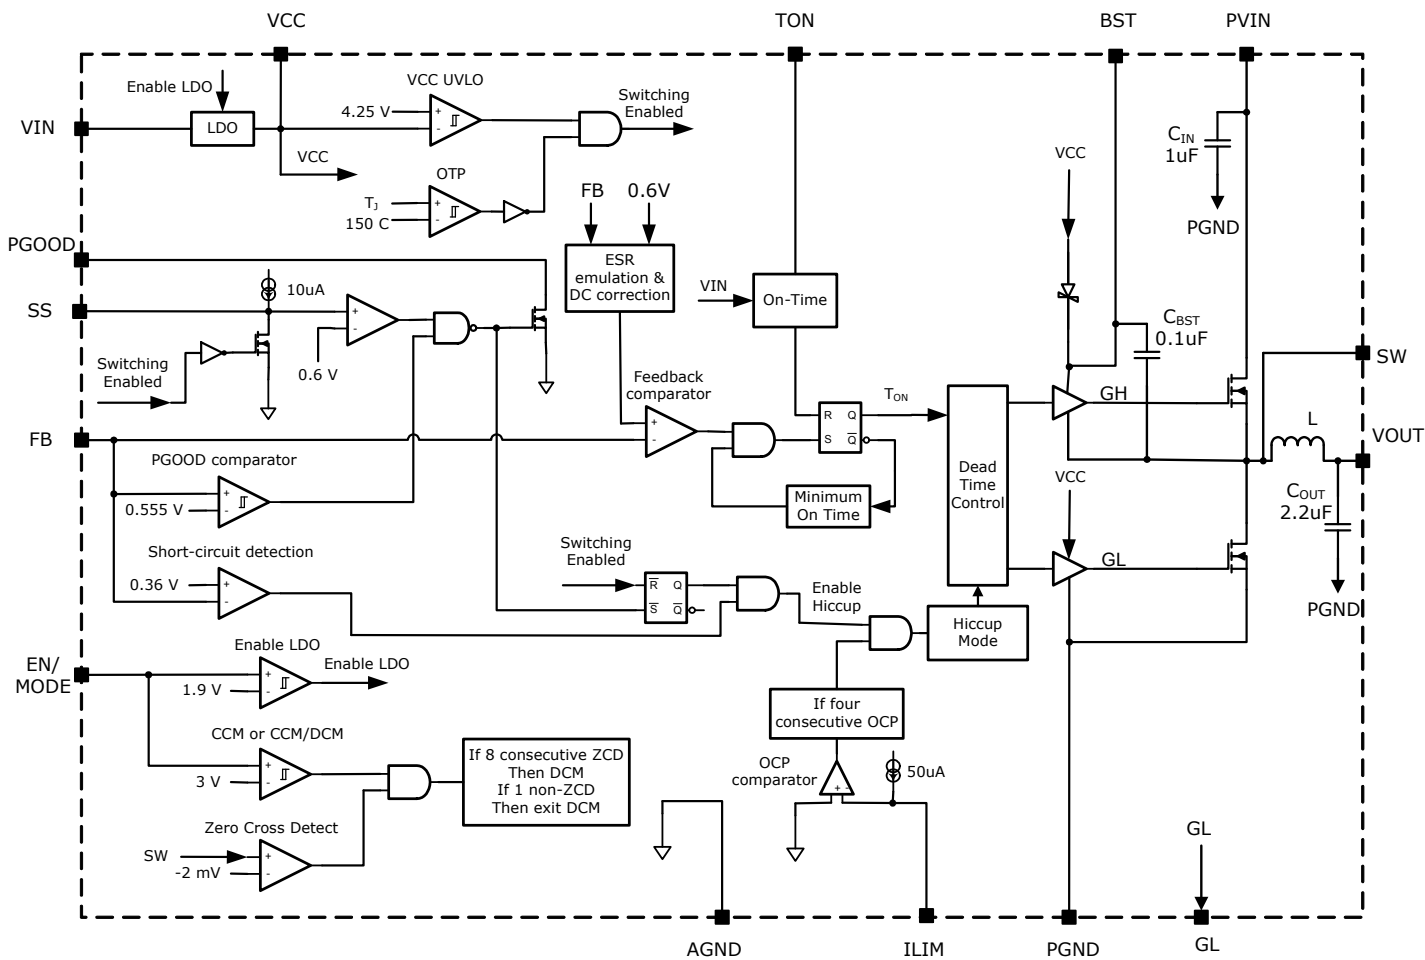 VCC
TON
BST
PVIN
Enable LDO
VCC UVLO
Switching
Enabled
4.25 V
+
-
VIN
LDO
VCC
OTP
TJ
150 C
+
-
FB
0.6V
ESR
emulation &
DC correction
VIN
On-Time
VCC
CIN
1uF
PGND
PGOOD
SS
10uA
+
-
0.6 V
Switching
Enabled
CBST
0.1uF
SW
Feedback
comparator
+
-
TON
R Q
S Q
GH
FB
L
VOUT
PGOOD comparator
+
-
0.555 V
Minimum
On Time
Dead
Time
Control
VCC
COUT
2.2uF
PGND
Short-circuit detection
0.36 V
+
-
Switching
Enabled
R Q
S Q
Enable
Hiccup
GL
Hiccup
Mode
EN/
MODE
Enable LDO
Enable LDO
+
-
1.9 V
If four
consecutive OCP
CCM or CCM/DCM
+
-
3 V
If 8 consecutive ZCD
Then DCM
If 1 non-ZCD
Then exit DCM
OCP
comparator
+ -
50uA
Zero Cross Detect
SW
-2 mV
+
-
GL
AGND
ILIM
PGND
GL